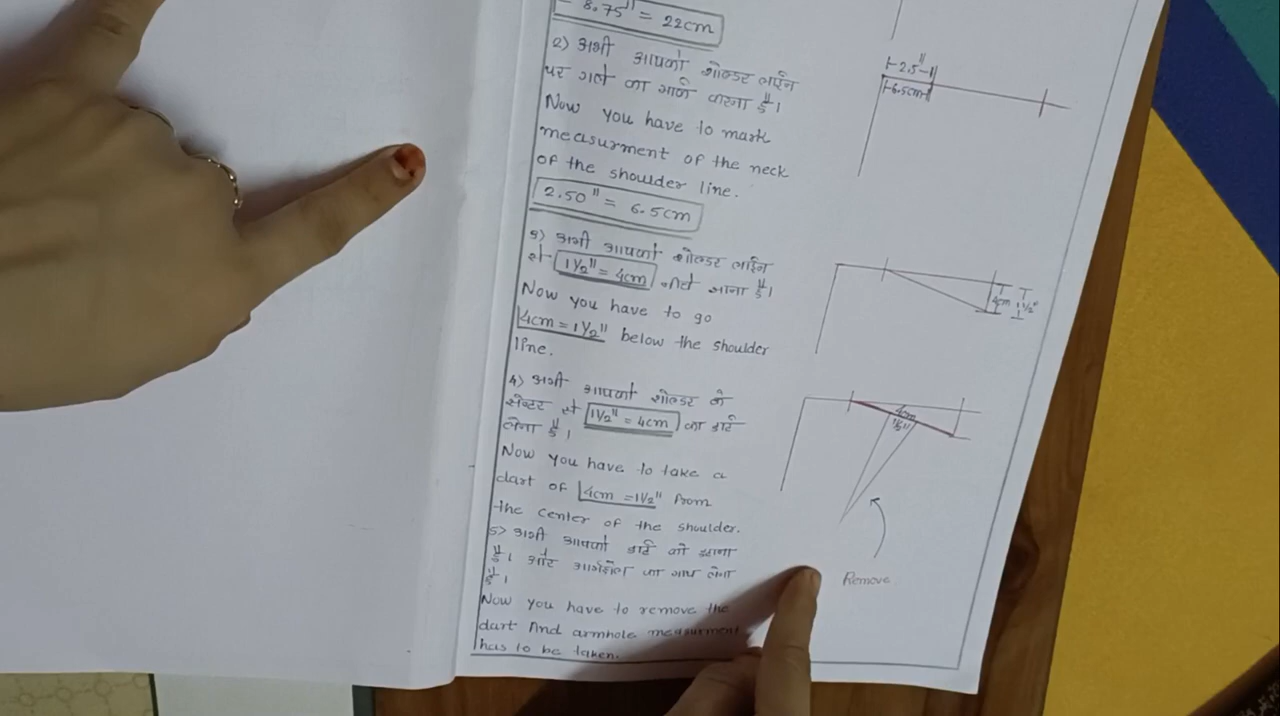 8.75" = 22cm
2) अभी आपको शोल्डर लाईन
पर गले का मार्क करना है।
Now you have to mark
measurment of the neck
of the shoulder line.
2.50" = 6.5cm
3) अभी आपको शोल्डर लाईन
से 1½" = 4cm नीचे आना है।
Now you have to go
4cm = 1½" below the shoulder
line.
4) अभी आपको शोल्डर के
सेन्टर से 1½" = 4cm का डार्ट
लेना है।
Now you have to take a
dart of 4cm = 1½" from
the center of the shoulder.
5) अभी आपको डार्ट को हटाना
है। और आर्महोल का माप लेना
है।
Now you have to remove the
dart And armhole measurment
has to be taken.
2.5"
6.5cm
4cm 1½"
4cm
1½"
Remove